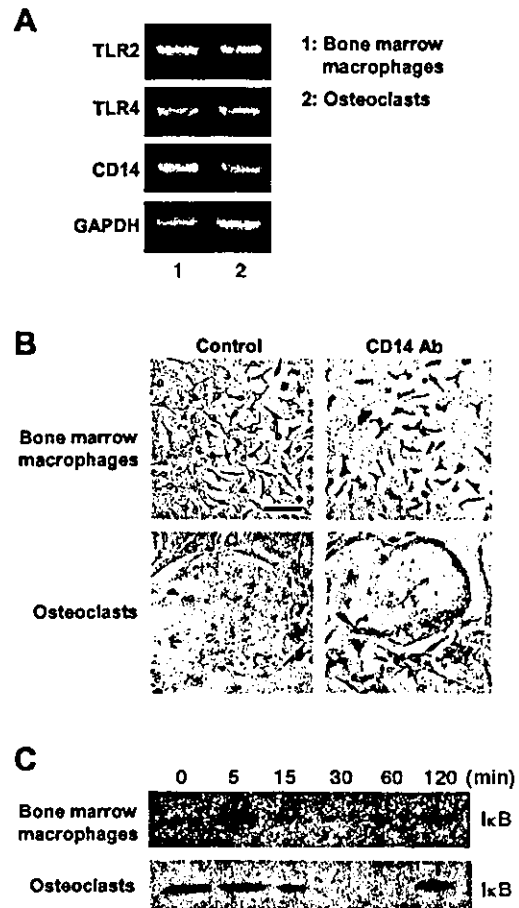 A
TLR2
TLR4
CD14
GAPDH
1 2
1: Bone marrow
macrophages
2: Osteoclasts
B
Control CD14 Ab
Bone marrow
macrophages
Osteoclasts
C
0 5 15 30 60 120 (min)
Bone marrow
macrophages
IκB
Osteoclasts
IκB